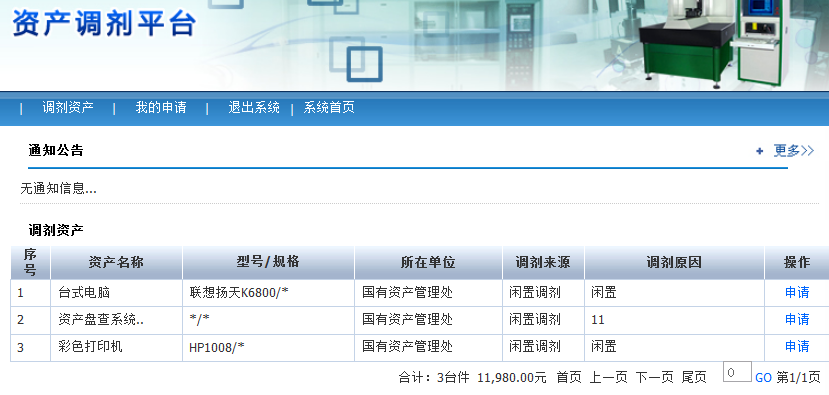 资产调剂平台
| 调剂资产 | 我的申请 | 退出系统 | 系统首页
通知公告 + 更多>>
无通知信息...
调剂资产
序号 资产名称 型号/规格 所在单位 调剂来源 调剂原因 操作
1 台式电脑 联想扬天K6800/* 国有资产管理处 闲置调剂 闲置 申请
2 资产盘查系统.. */* 国有资产管理处 闲置调剂 11 申请
3 彩色打印机 HP1008/* 国有资产管理处 闲置调剂 闲置 申请
合计：3台件 11,980.00元 首页 上一页 下一页 尾页 0 GO 第1/1页